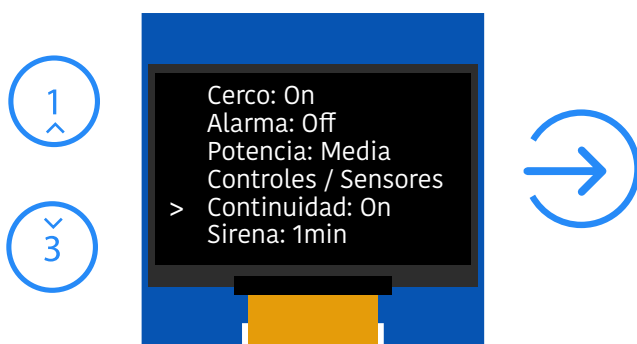 1
3
Cerco: On
Alarma: Off
Potencia: Media
Controles / Sensores
> Continuidad: On
Sirena: 1min